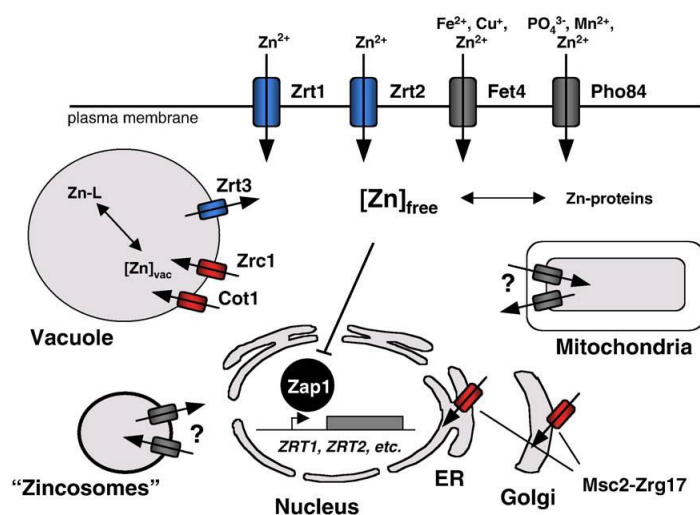 Fe²⁺, Cu⁺, PO₄³⁻, Mn²⁺,
Zn²⁺ Zn²⁺ Zn²⁺ Zn²⁺
Zrt1 Zrt2 Fet4 Pho84
plasma membrane
Zn-L
Zrt3
[Zn]free
Zn-proteins
[Zn]vac
Zrc1
Cot1
Vacuole
?
Mitochondria
Zap1
?
ZRT1, ZRT2, etc.
"Zincosomes"
Nucleus
ER
Golgi
Msc2-Zrg17